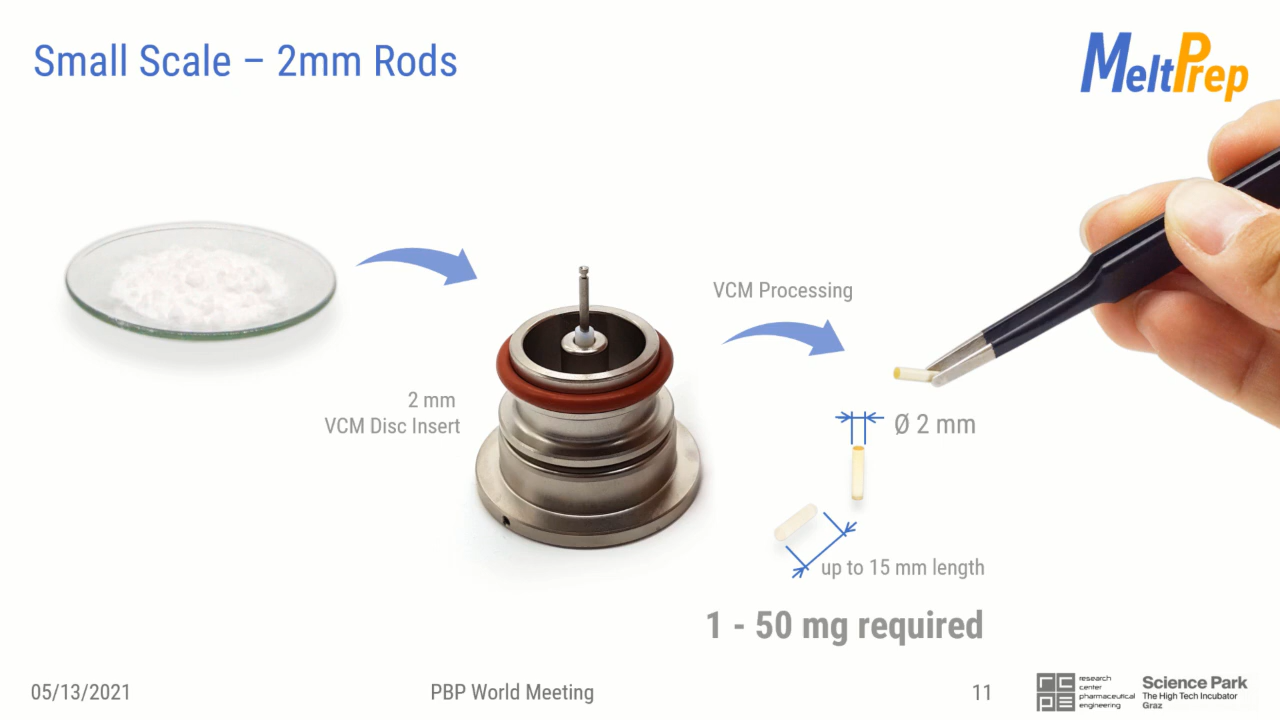 Small Scale – 2mm Rods
MeltPrep
VCM Processing
2 mm
VCM Disc Insert
Ø 2 mm
up to 15 mm length
1 - 50 mg required
05/13/2021
PBP World Meeting
11
rcpe
research
center
pharmaceutical
engineering
Science Park
The High Tech Incubator
Graz